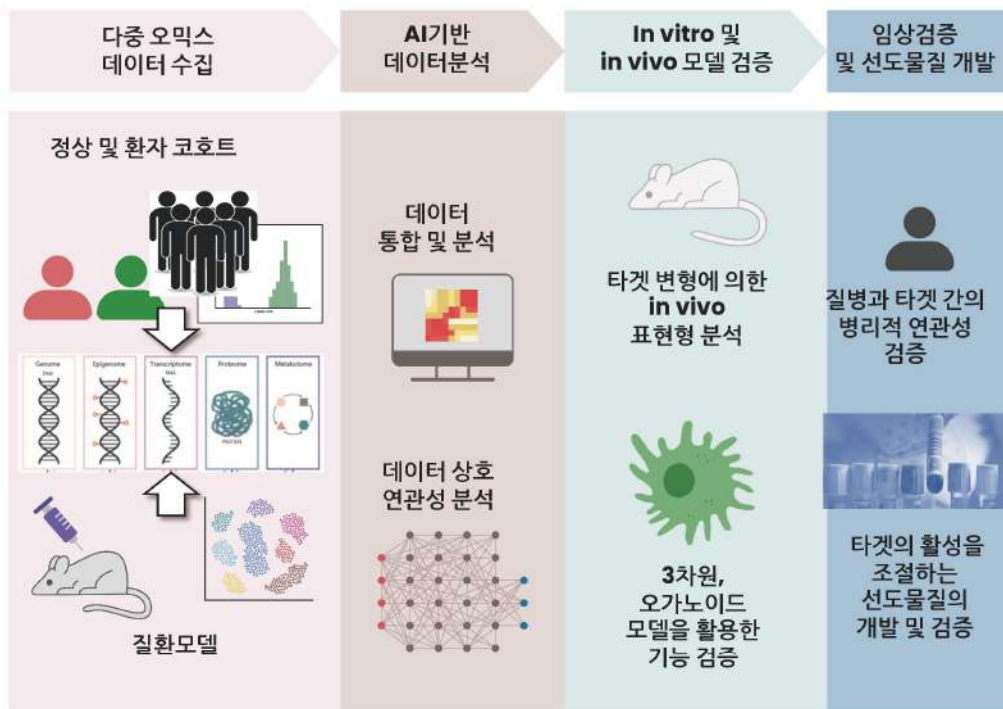 다중 오믹스
데이터 수집
AI기반
데이터분석
In vitro 및
in vivo 모델 검증
임상검증
및 선도물질 개발
정상 및 환자 코호트
Genome
DNA
Epigenome
Transcriptome
RNA
Proteome
PROTEIN
Metabolome
질환모델
데이터
통합 및 분석
데이터 상호
연관성 분석
타겟 변형에 의한
in vivo
표현형 분석
3차원,
오가노이드
모델을 활용한
기능 검증
질병과 타겟 간의
병리적 연관성
검증
타겟의 활성을
조절하는
선도물질의
개발 및 검증